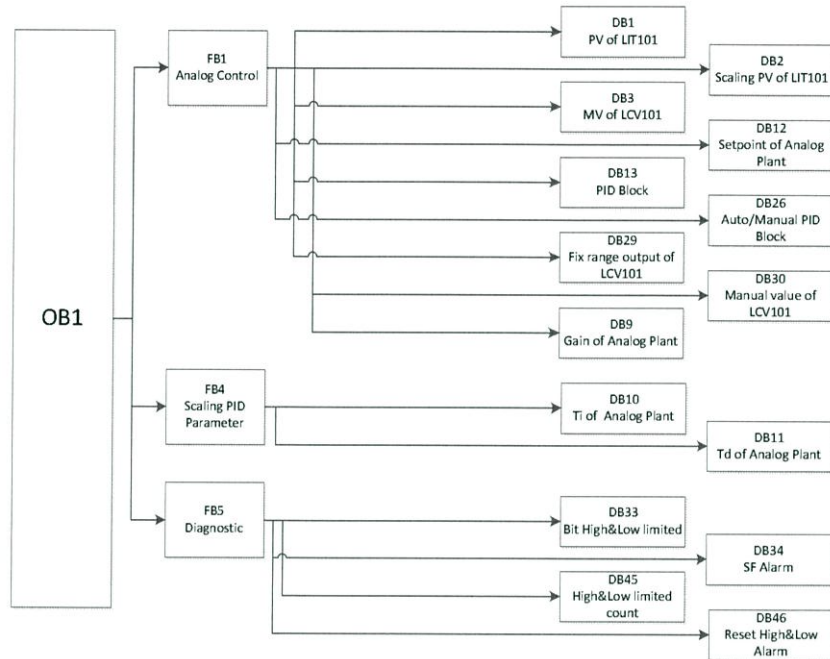 OB1
FB1
Analog Control
DB1
PV of LIT101
DB2
Scaling PV of LIT101
DB3
MV of LCV101
DB12
Setpoint of Analog
Plant
DB13
PID Block
DB26
Auto/Manual PID
Block
DB29
Fix range output of
LCV101
DB30
Manual value of
LCV101
DB9
Gain of Analog Plant
FB4
Scaling PID
Parameter
DB10
Ti of Analog Plant
DB11
Td of Analog Plant
FB5
Diagnostic
DB33
Bit High&Low limited
DB34
SF Alarm
DB45
High&Low limited
count
DB46
Reset High&Low
Alarm